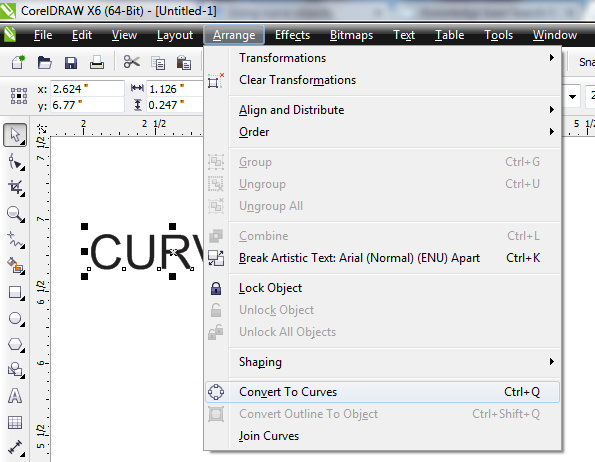 CorelDRAW X6 (64-Bit) - [Untitled-1]
File Edit View Layout Arrange Effects Bitmaps Text Table Tools Window
x: 2.624 " 1.126 "
y: 6.77 " 0.247 "
Sna
2 2 1/2 5 1/2
7 1/2
7
6 1/2
6
5 1/2
CURV
Transformations
Clear Transformations
Align and Distribute
Order
Group Ctrl+G
Ungroup Ctrl+U
Ungroup All
Combine Ctrl+L
Break Artistic Text: Arial (Normal) (ENU) Apart Ctrl+K
Lock Object
Unlock Object
Unlock All Objects
Shaping
Convert To Curves Ctrl+Q
Convert Outline To Object Ctrl+Shift+Q
Join Curves